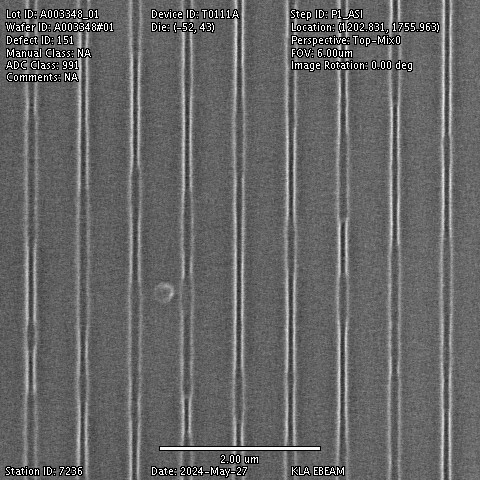 Lot ID: A003348_01
Wafer ID: A003348#01
Defect ID: 151
Manual Class: NA
ADC Class: 991
Comments: NA
Device ID: T0111A
Die: (-52, 43)
Step ID: P1_ASI
Location: (1202.831, 1755.963)
Perspective: Top-Mix0
FOV: 6.00um
Image Rotation: 0.00 deg
2.00 um
Station ID: 7236
Date: 2024-May-27
KLA EBEAM